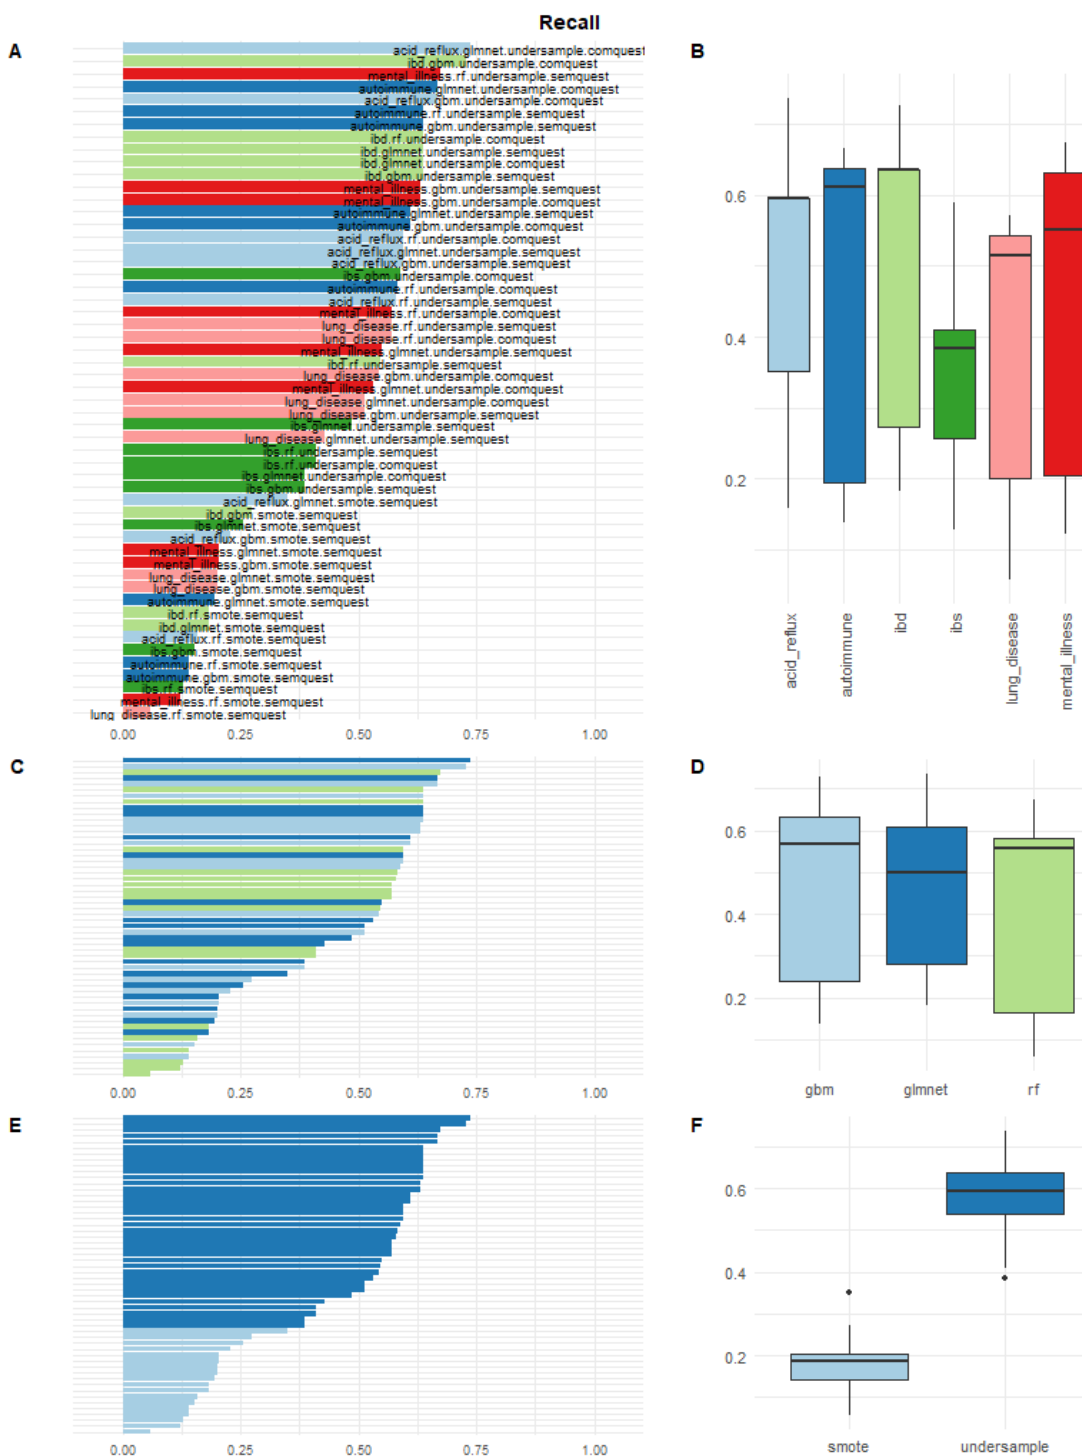 Recall
A
acid_reflux.glmnet.undersample.comquest
ibd.gbm.undersample.comquest
mental_illness.rf.undersample.semquest
autoimmune.glmnet.undersample.comquest
acid_reflux.gbm.undersample.comquest
autoimmune.rf.undersample.semquest
autoimmune.gbm.undersample.semquest
ibd.rf.undersample.comquest
ibd.glmnet.undersample.semquest
ibd.glmnet.undersample.comquest
ibd.gbm.undersample.semquest
mental_illness.gbm.undersample.semquest
mental_illness.gbm.undersample.comquest
autoimmune.glmnet.undersample.semquest
autoimmune.gbm.undersample.comquest
acid_reflux.rf.undersample.comquest
acid_reflux.glmnet.undersample.semquest
acid_reflux.gbm.undersample.semquest
ibs.gbm.undersample.comquest
autoimmune.rf.undersample.comquest
acid_reflux.rf.undersample.semquest
mental_illness.rf.undersample.comquest
lung_disease.rf.undersample.semquest
lung_disease.rf.undersample.comquest
mental_illness.glmnet.undersample.semquest
ibd.rf.undersample.semquest
lung_disease.gbm.undersample.comquest
mental_illness.glmnet.undersample.comquest
lung_disease.glmnet.undersample.comquest
lung_disease.gbm.undersample.semquest
ibs.glmnet.undersample.semquest
lung_disease.glmnet.undersample.semquest
ibs.rf.undersample.semquest
ibs.rf.undersample.comquest
ibs.glmnet.undersample.comquest
ibs.gbm.undersample.semquest
acid_reflux.glmnet.smote.semquest
ibd.gbm.smote.semquest
ibs.glmnet.smote.semquest
acid_reflux.gbm.smote.semquest
mental_illness.glmnet.smote.semquest
mental_illness.gbm.smote.semquest
lung_disease.glmnet.smote.semquest
lung_disease.gbm.smote.semquest
autoimmune.glmnet.smote.semquest
ibd.rf.smote.semquest
ibd.glmnet.smote.semquest
acid_reflux.rf.smote.semquest
ibs.gbm.smote.semquest
autoimmune.rf.smote.semquest
autoimmune.gbm.smote.semquest
ibs.rf.smote.semquest
mental_illness.rf.smote.semquest
lung_disease.rf.smote.semquest
0.00 0.25 0.50 0.75 1.00
B
0.6
0.4
0.2
acid_reflux
autoimmune
ibd
ibs
lung_disease
mental_illness
C
0.00 0.25 0.50 0.75 1.00
D
0.6
0.4
0.2
gbm glmnet rf
E
0.00 0.25 0.50 0.75 1.00
F
0.6
0.4
0.2
smote undersample